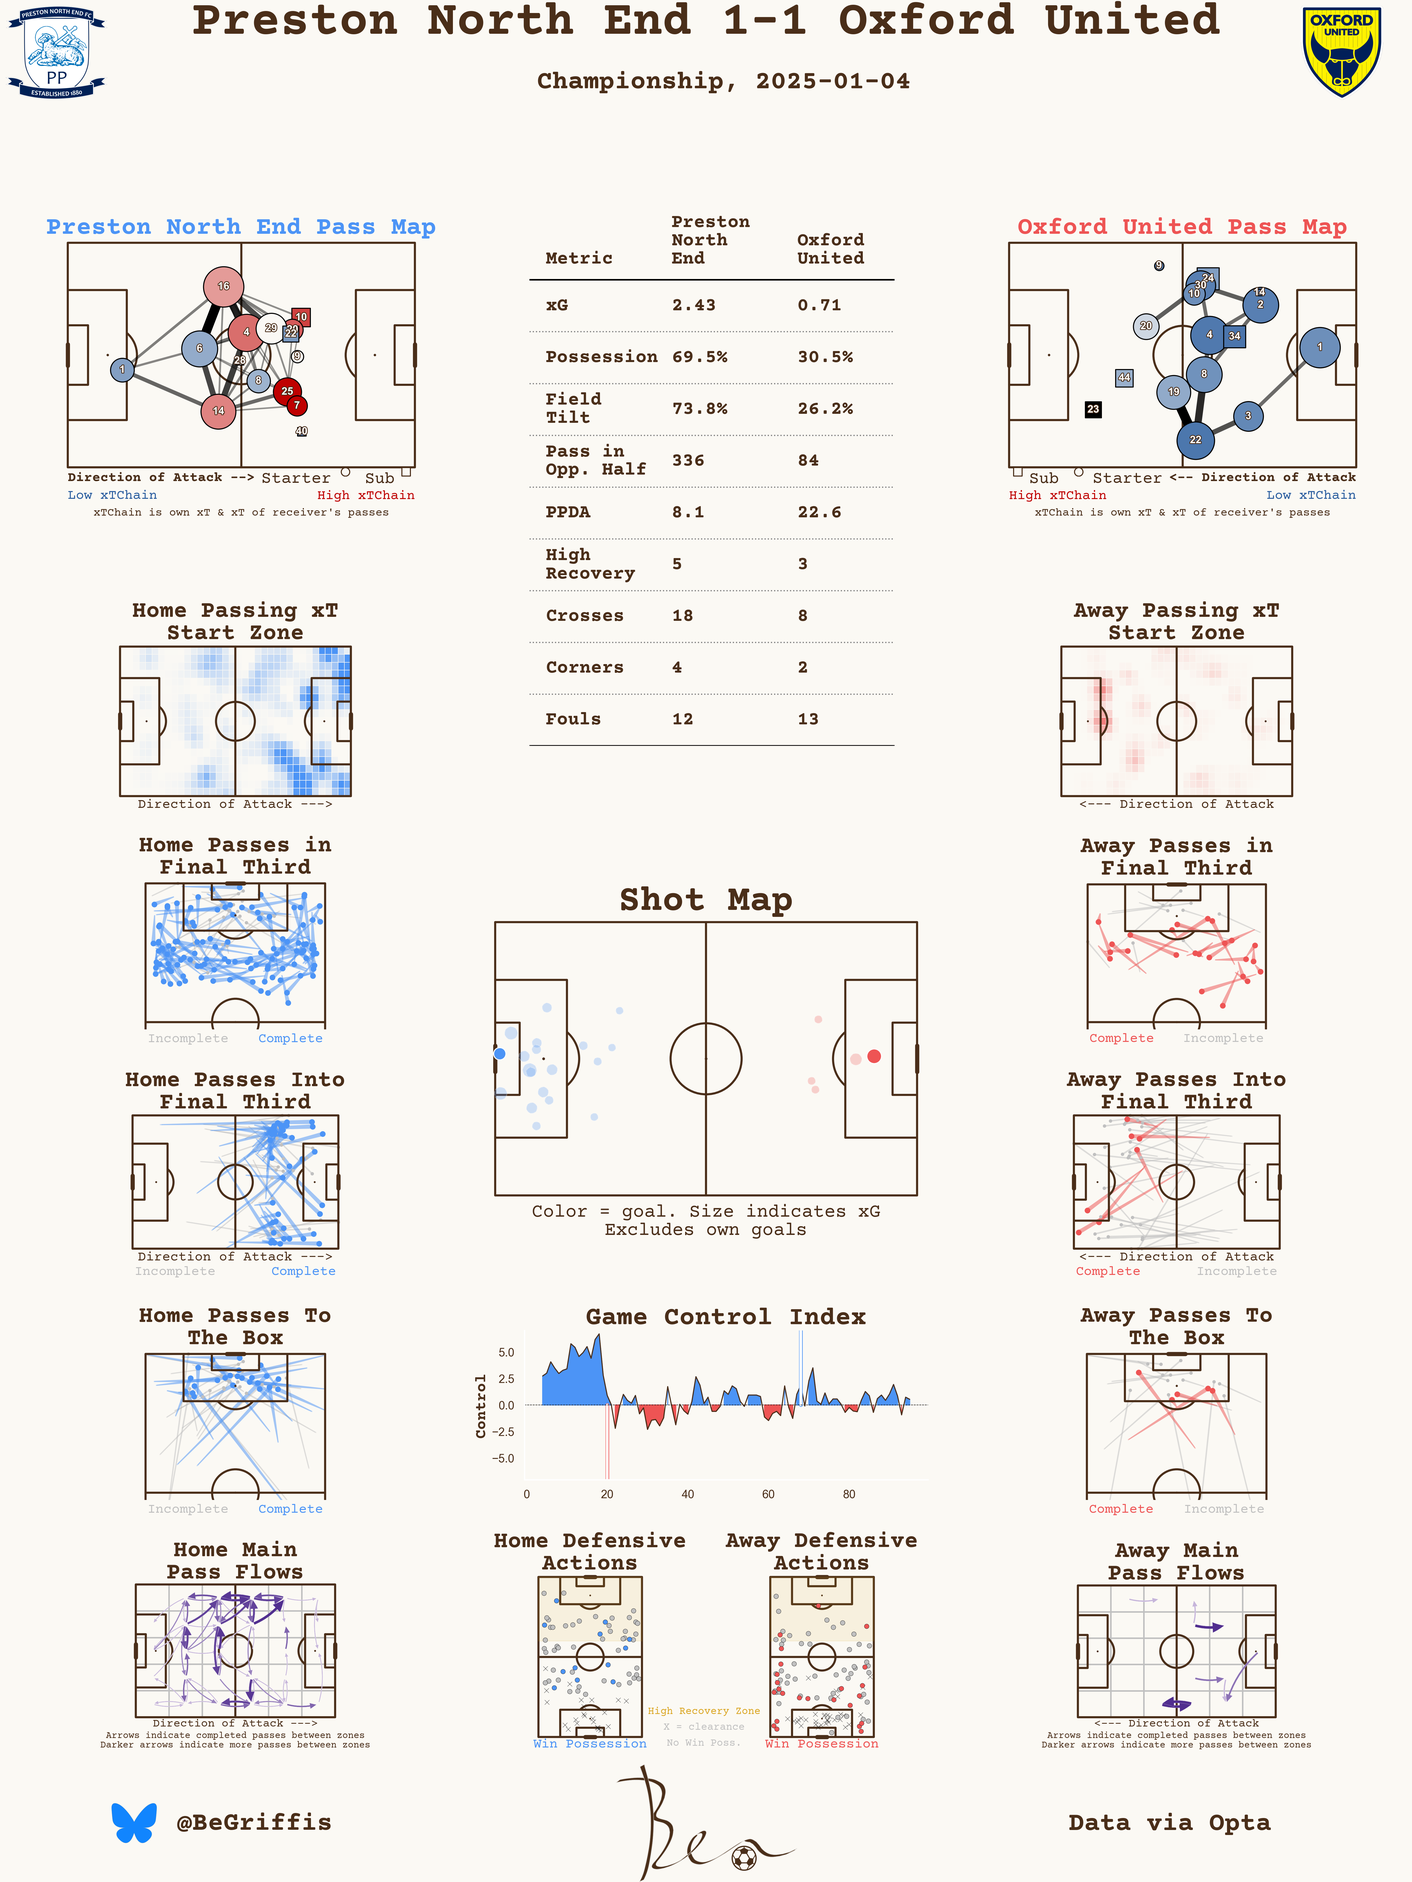 Preston North End 1-1 Oxford United
Championship, 2025-01-04
PRESTON NORTH END FC
PP
ESTABLISHED 1880
OXFORD
UNITED
Preston North End Pass Map
16
10
29
22
4
6
28
9
1
8
25
7
14
40
Direction of Attack --> Starter Sub
Low xTChain High xTChain
xTChain is own xT & xT of receiver's passes
Metric Preston North End Oxford United
xG 2.43 0.71
Possession 69.5% 30.5%
Field Tilt 73.8% 26.2%
Pass in Opp. Half 336 84
PPDA 8.1 22.6
High Recovery 5 3
Crosses 18 8
Corners 4 2
Fouls 12 13
Oxford United Pass Map
9
24
30
10
14
2
20
4
34
1
44
8
19
23
3
22
Sub Starter <-- Direction of Attack
High xTChain Low xTChain
xTChain is own xT & xT of receiver's passes
Home Passing xT
Start Zone
Direction of Attack --->
Away Passing xT
Start Zone
<--- Direction of Attack
Home Passes in
Final Third
Incomplete Complete
Away Passes in
Final Third
Complete Incomplete
Shot Map
Color = goal. Size indicates xG
Excludes own goals
Home Passes Into
Final Third
Direction of Attack --->
Incomplete Complete
Away Passes Into
Final Third
<--- Direction of Attack
Complete Incomplete
Home Passes To
The Box
Incomplete Complete
Game Control Index
Control
5.0
2.5
0.0
−2.5
−5.0
0 20 40 60 80
Away Passes To
The Box
Complete Incomplete
Home Main
Pass Flows
Direction of Attack --->
Arrows indicate completed passes between zones
Darker arrows indicate more passes between zones
Home Defensive
Actions
Win Possession
High Recovery Zone
X = clearance
No Win Poss.
Away Defensive
Actions
Win Possession
Away Main
Pass Flows
<--- Direction of Attack
Arrows indicate completed passes between zones
Darker arrows indicate more passes between zones
@BeGriffis
Ben
Data via Opta